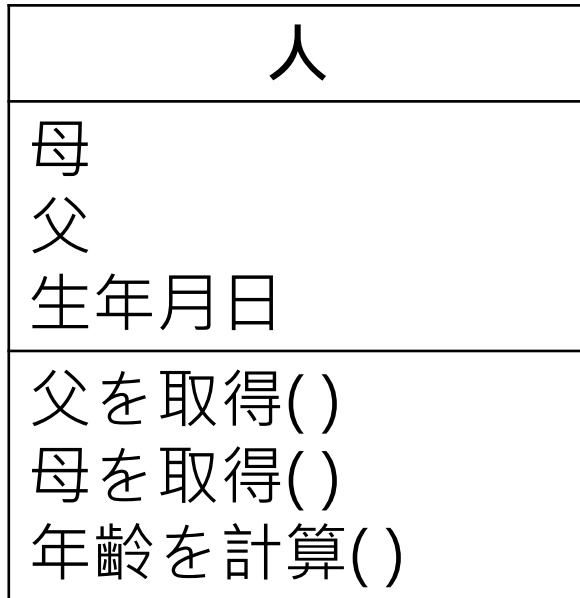 人
母
父
生年月日
父を取得( )
母を取得( )
年齢を計算( )